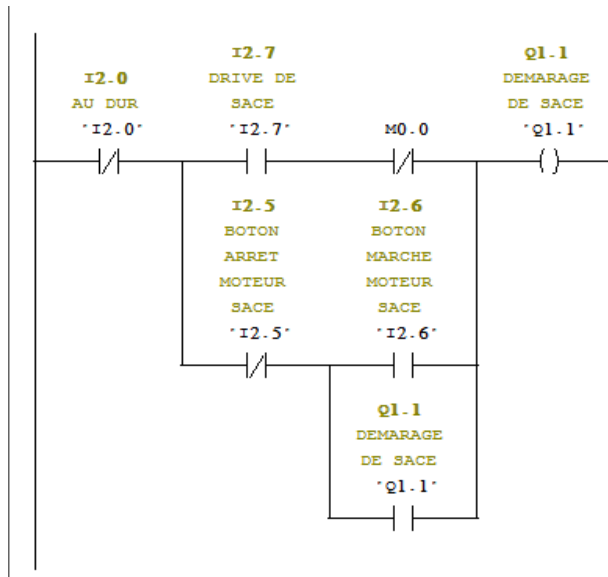 I2.0
AU DUR
"I2.0"
I2.7
DRIVE DE
SACE
"I2.7"
M0.0
Q1.1
DEMARAGE
DE SACE
"Q1.1"
I2.5
BOTON
ARRET
MOTEUR
SACE
"I2.5"
I2.6
BOTON
MARCHE
MOTEUR
SACE
"I2.6"
Q1.1
DEMARAGE
DE SACE
"Q1.1"